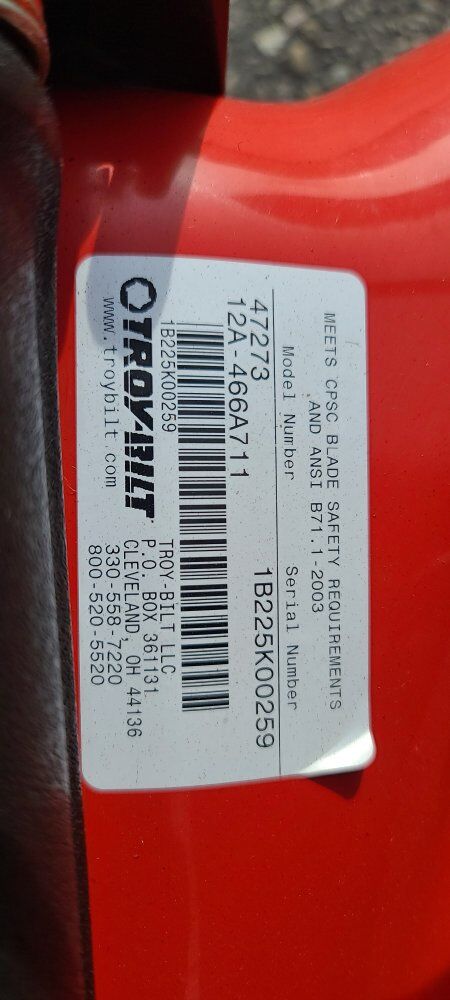 MEETS CPSC BLADE SAFETY REQUIREMENTS
AND ANSI B71.1-2003
Model Number
Serial Number
47273
12A-466A711
1B225K00259
1B225K00259
TROY-BILT
www.troybilt.com
TROY-BILT LLC
P.O. BOX 361131
CLEVELAND, OH 44136
330-558-7220
800-520-5520